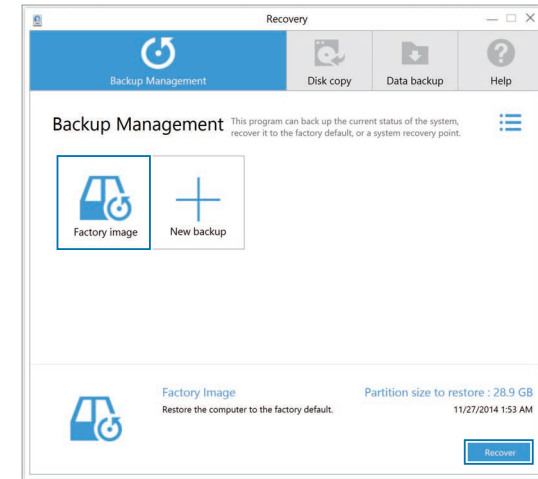 Recovery
Backup Management
Disk copy
Data backup
Help
Backup Management
This program can back up the current status of the system,
recover it to the factory default, or a system recovery point.
Factory image
New backup
Factory Image
Partition size to restore : 28.9 GB
Restore the computer to the factory default.
11/27/2014 1:53 AM
Recover